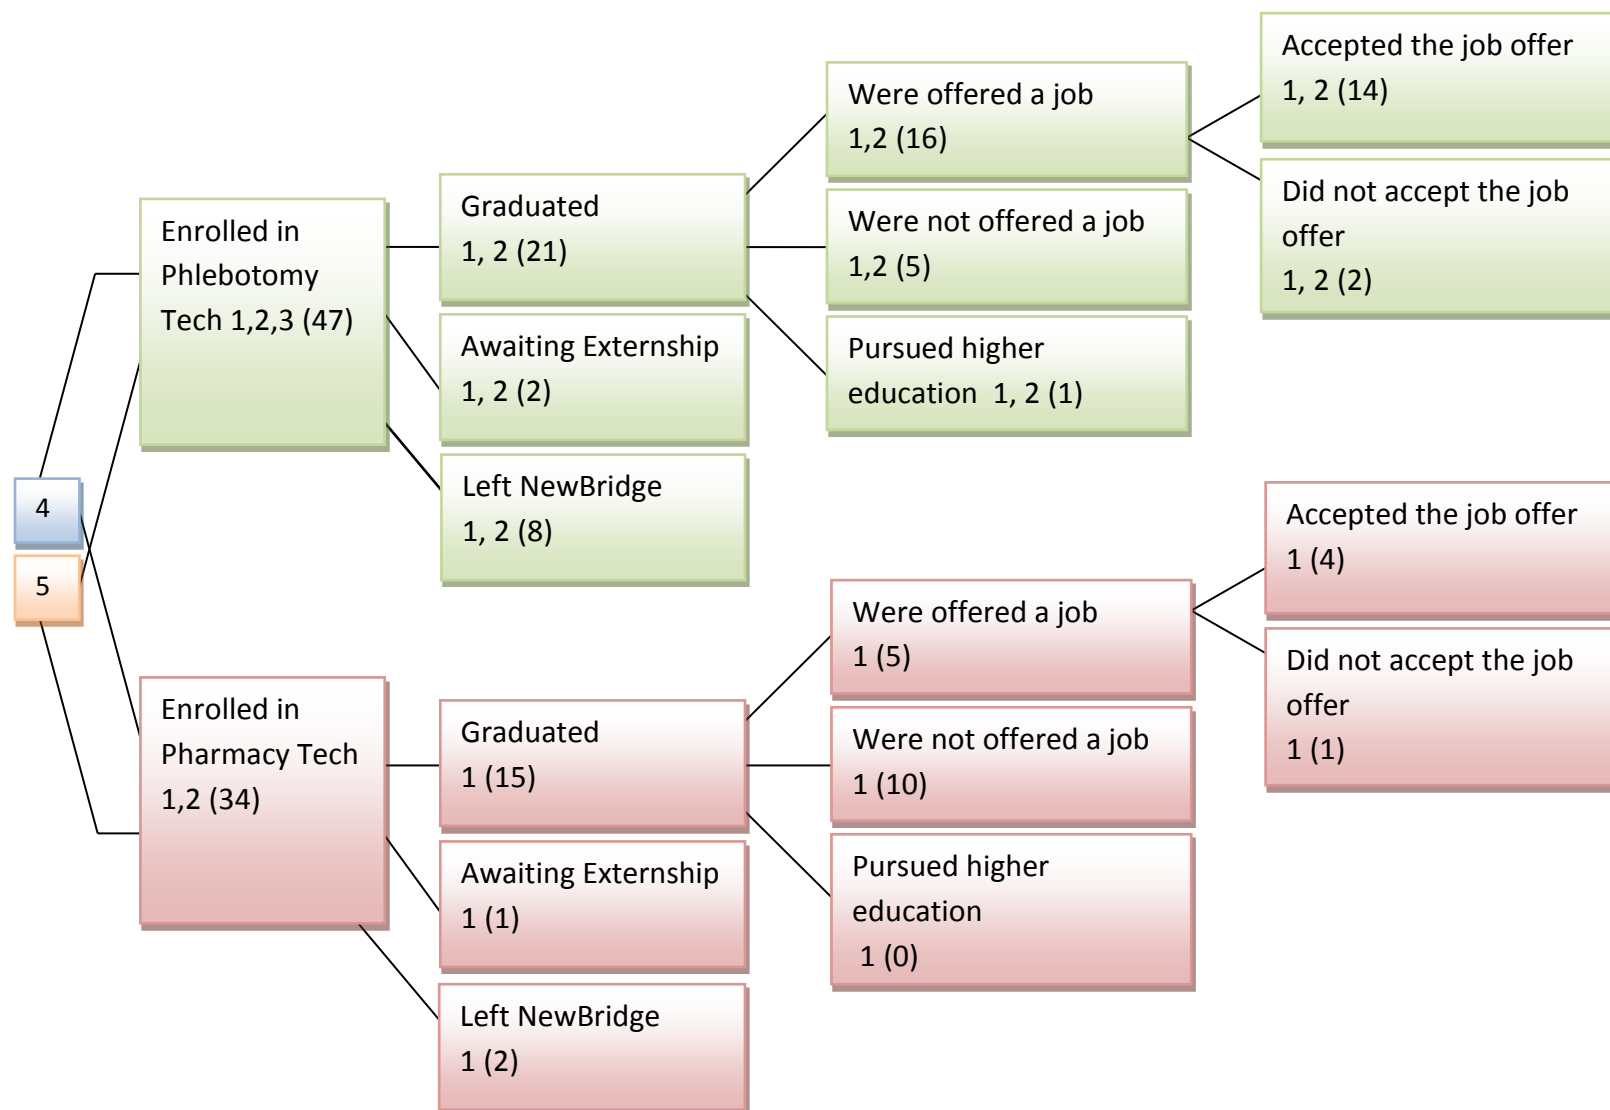 4
5
Enrolled in
Phlebotomy
Tech 1,2,3 (47)
Graduated
1, 2 (21)
Awaiting Externship
1, 2 (2)
Left NewBridge
1, 2 (8)
Were offered a job
1,2 (16)
Were not offered a job
1,2 (5)
Pursued higher
education  1, 2 (1)
Accepted the job offer
1, 2 (14)
Did not accept the job
offer
1, 2 (2)
Enrolled in
Pharmacy Tech
1,2 (34)
Graduated
1 (15)
Awaiting Externship
1 (1)
Left NewBridge
1 (2)
Were offered a job
1 (5)
Were not offered a job
1 (10)
Pursued higher
education
1 (0)
Accepted the job offer
1 (4)
Did not accept the job
offer
1 (1)